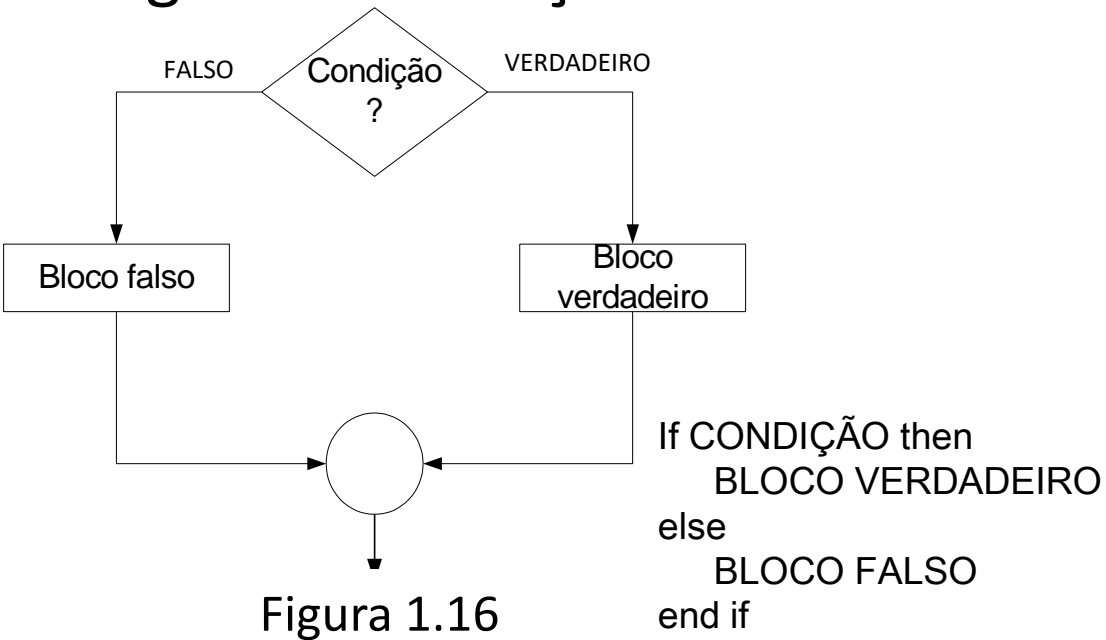 FALSO
Condição
?
VERDADEIRO
Bloco falso
Bloco
verdadeiro
If CONDIÇÃO then
BLOCO VERDADEIRO
else
BLOCO FALSO
end if
Figura 1.16